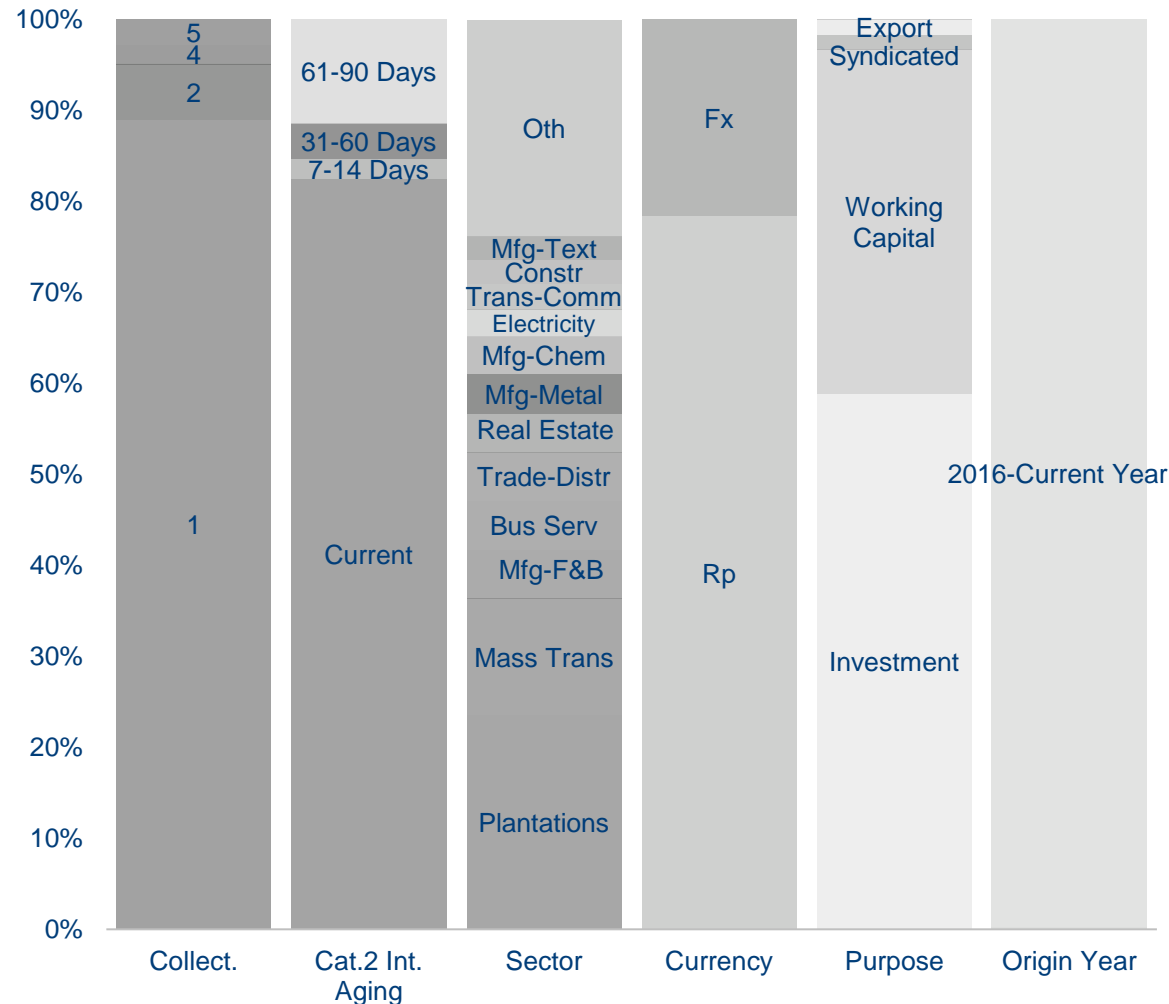 100%
90%
80%
70%
60%
50%
40%
30%
20%
10%
0%
5
4
2
1
61-90 Days
31-60 Days
7-14 Days
Current
Oth
Mfg-Text
Constr
Trans-Comm
Electricity
Mfg-Chem
Mfg-Metal
Real Estate
Trade-Distr
Bus Serv
Mfg-F&B
Mass Trans
Plantations
Fx
Rp
Export
Syndicated
Working
Capital
Investment
2016-Current Year
Collect.
Cat.2 Int.
Aging
Sector
Currency
Purpose
Origin Year